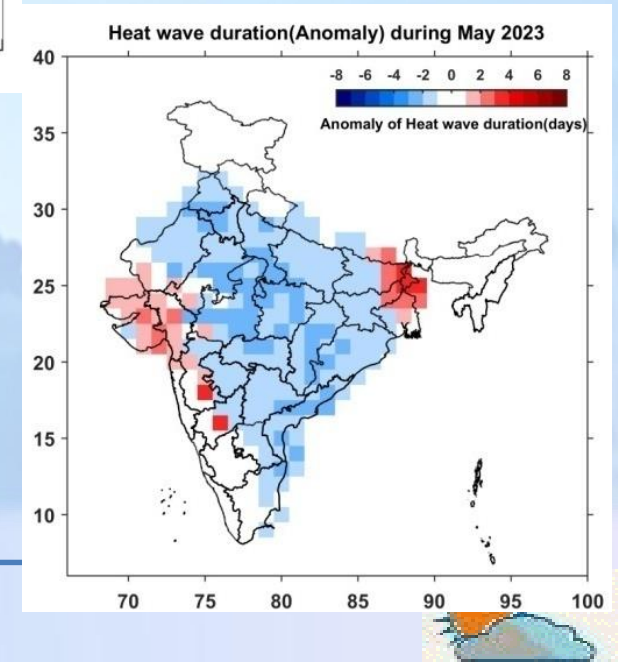 Heat wave duration(Anomaly) during May 2023
40
-8 -6 -4 -2 0 2 4 6 8
Anomaly of Heat wave duration(days)
35
30
25
20
15
10
70 75 80 85 90 95 100